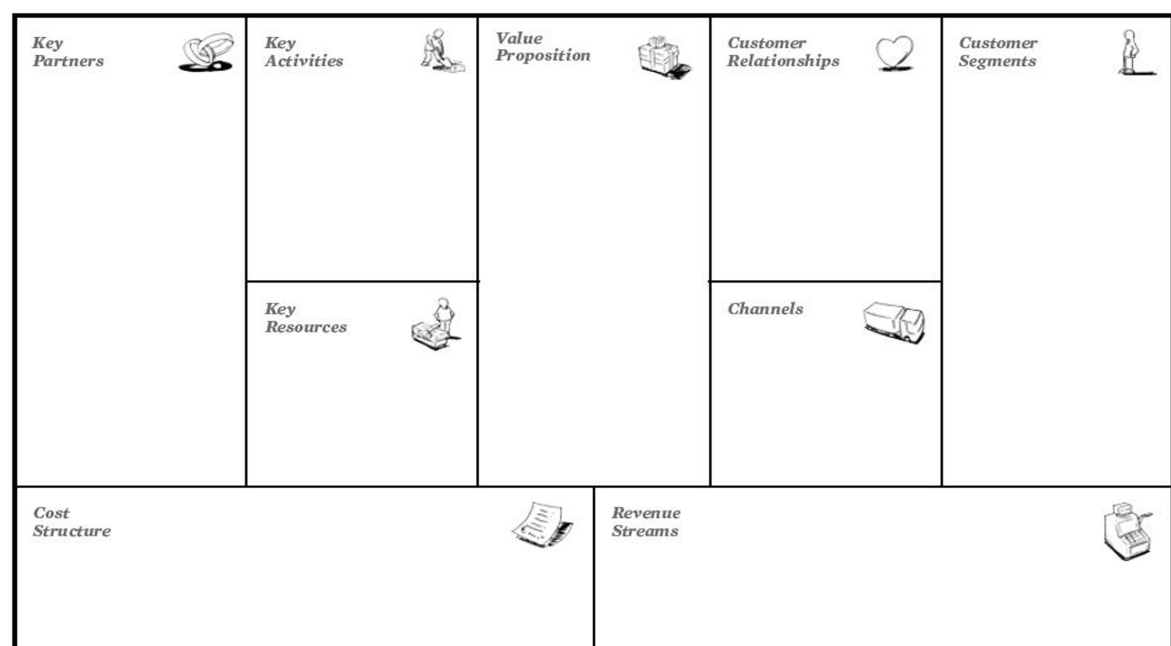 Key
Partners
Key
Activities
Value
Proposition
Customer
Relationships
Customer
Segments
Key
Resources
Channels
Cost
Structure
Revenue
Streams